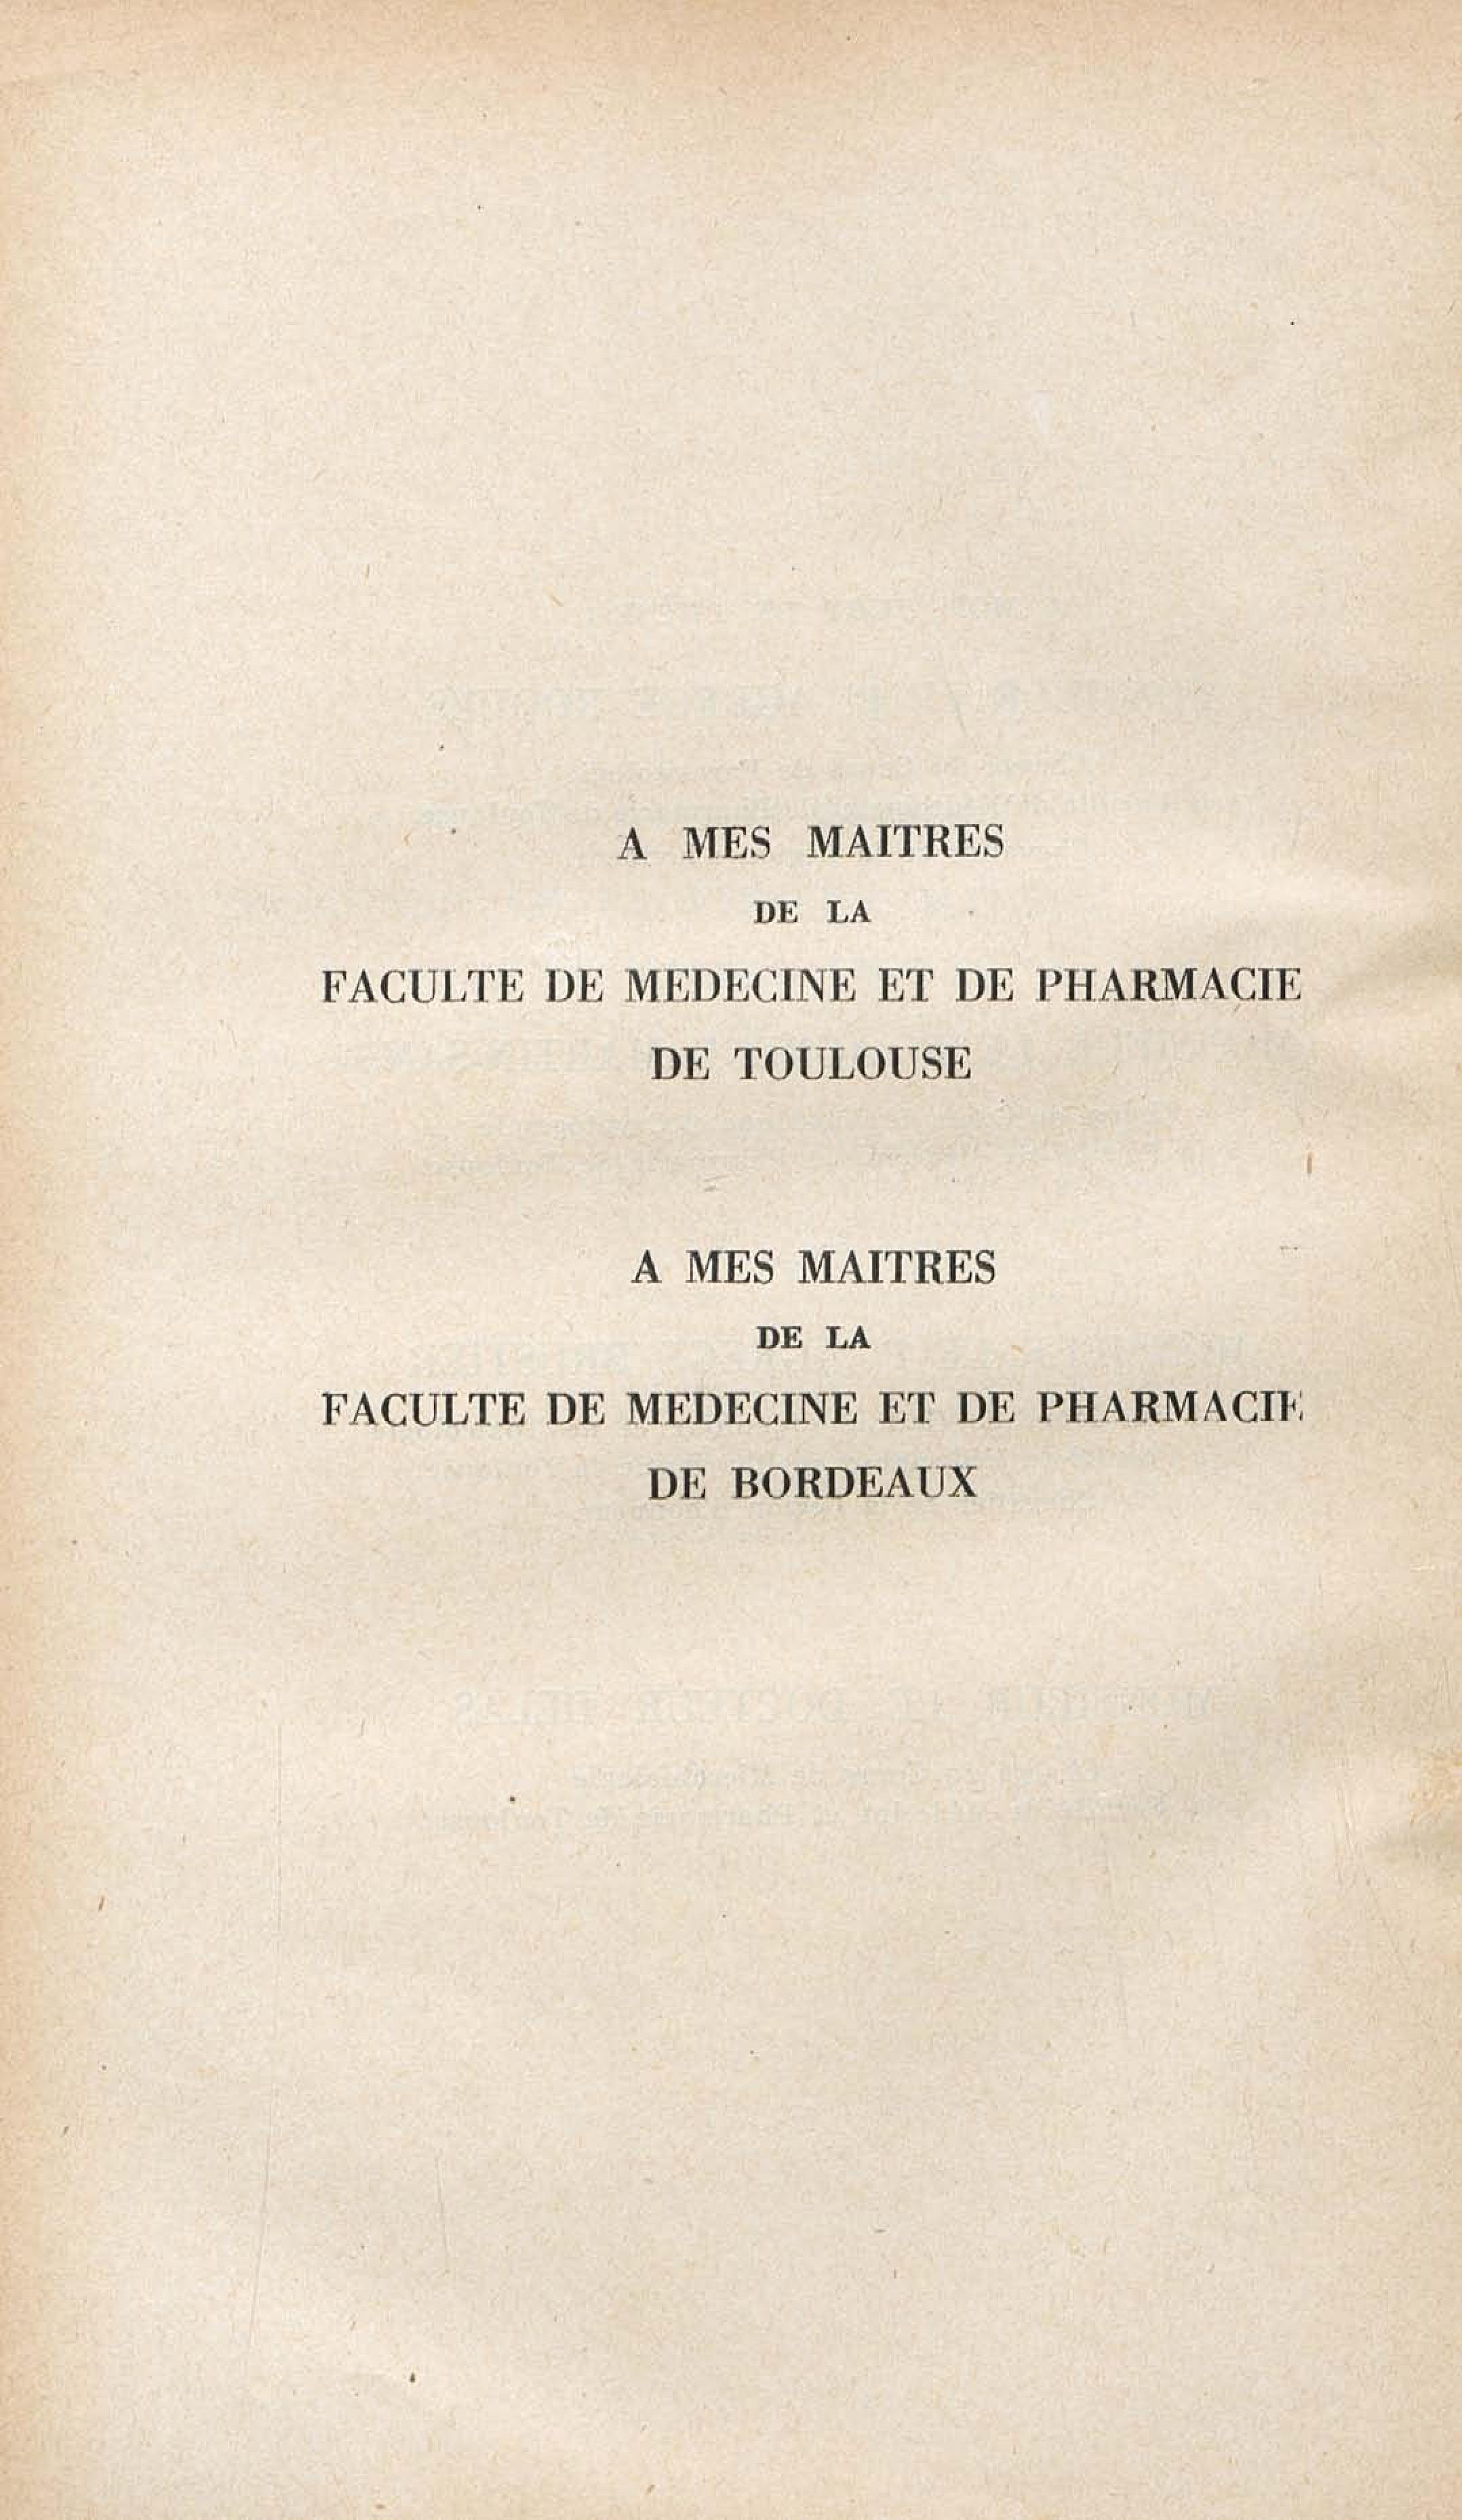 A MES MAITRES
DE LA
FACULTE DE MEDECINE ET DE PHARMACIE
DE TOULOUSE
A MES MAITRES
DE LA
FACULTE DE MEDECINE ET DE PHARMACIE
DE BORDEAUX